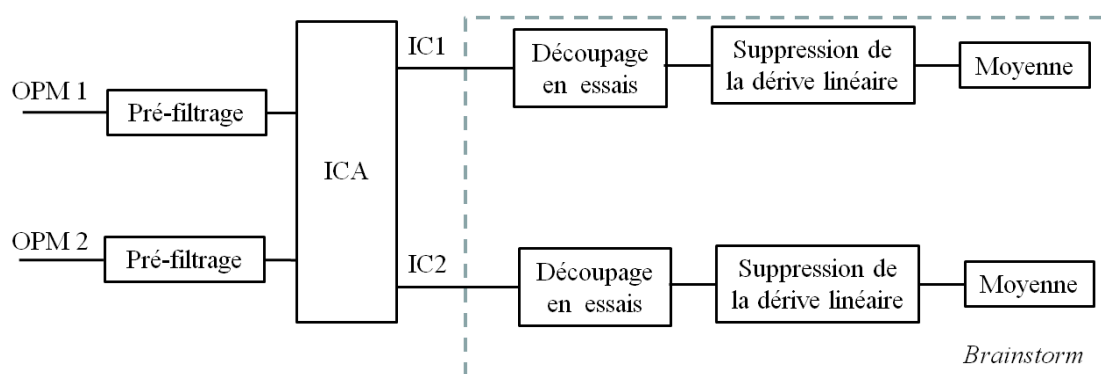 OPM 1
Pré-filtrage
ICA
IC1
Découpage
en essais
Suppression de
la dérive linéaire
Moyenne
OPM 2
Pré-filtrage
IC2
Découpage
en essais
Suppression de
la dérive linéaire
Moyenne
Brainstorm